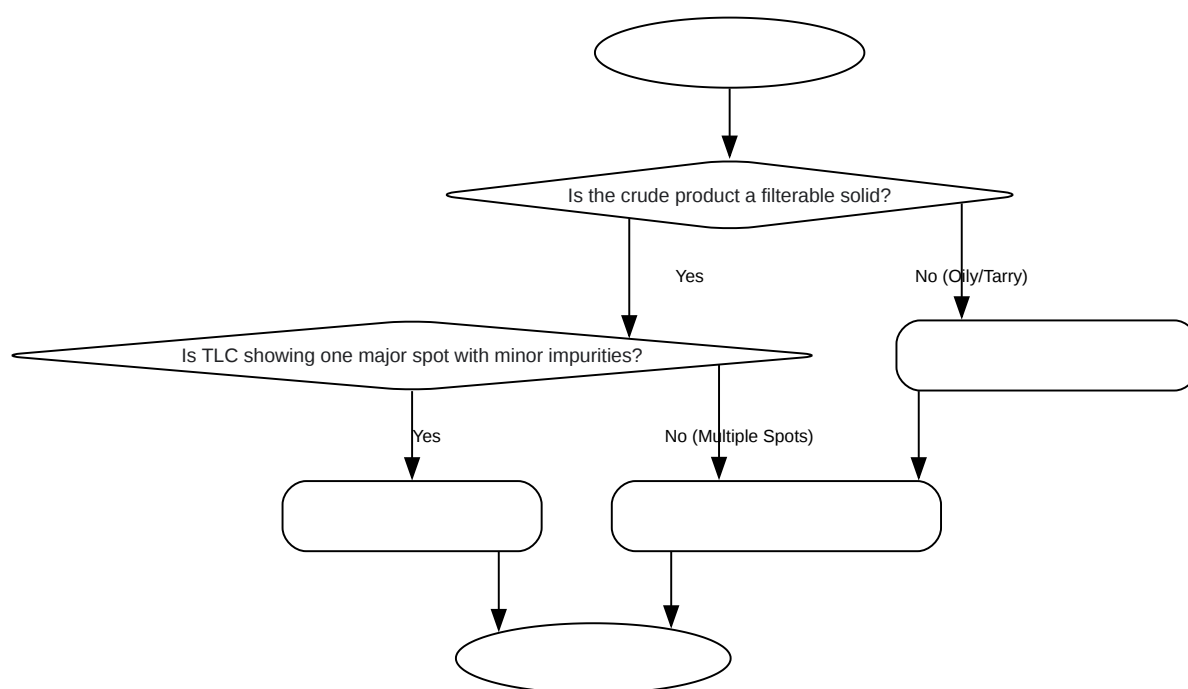 Is the crude product a filterable solid?
Yes
No (Oily/Tarry)
Is TLC showing one major spot with minor impurities?
Yes
No (Multiple Spots)